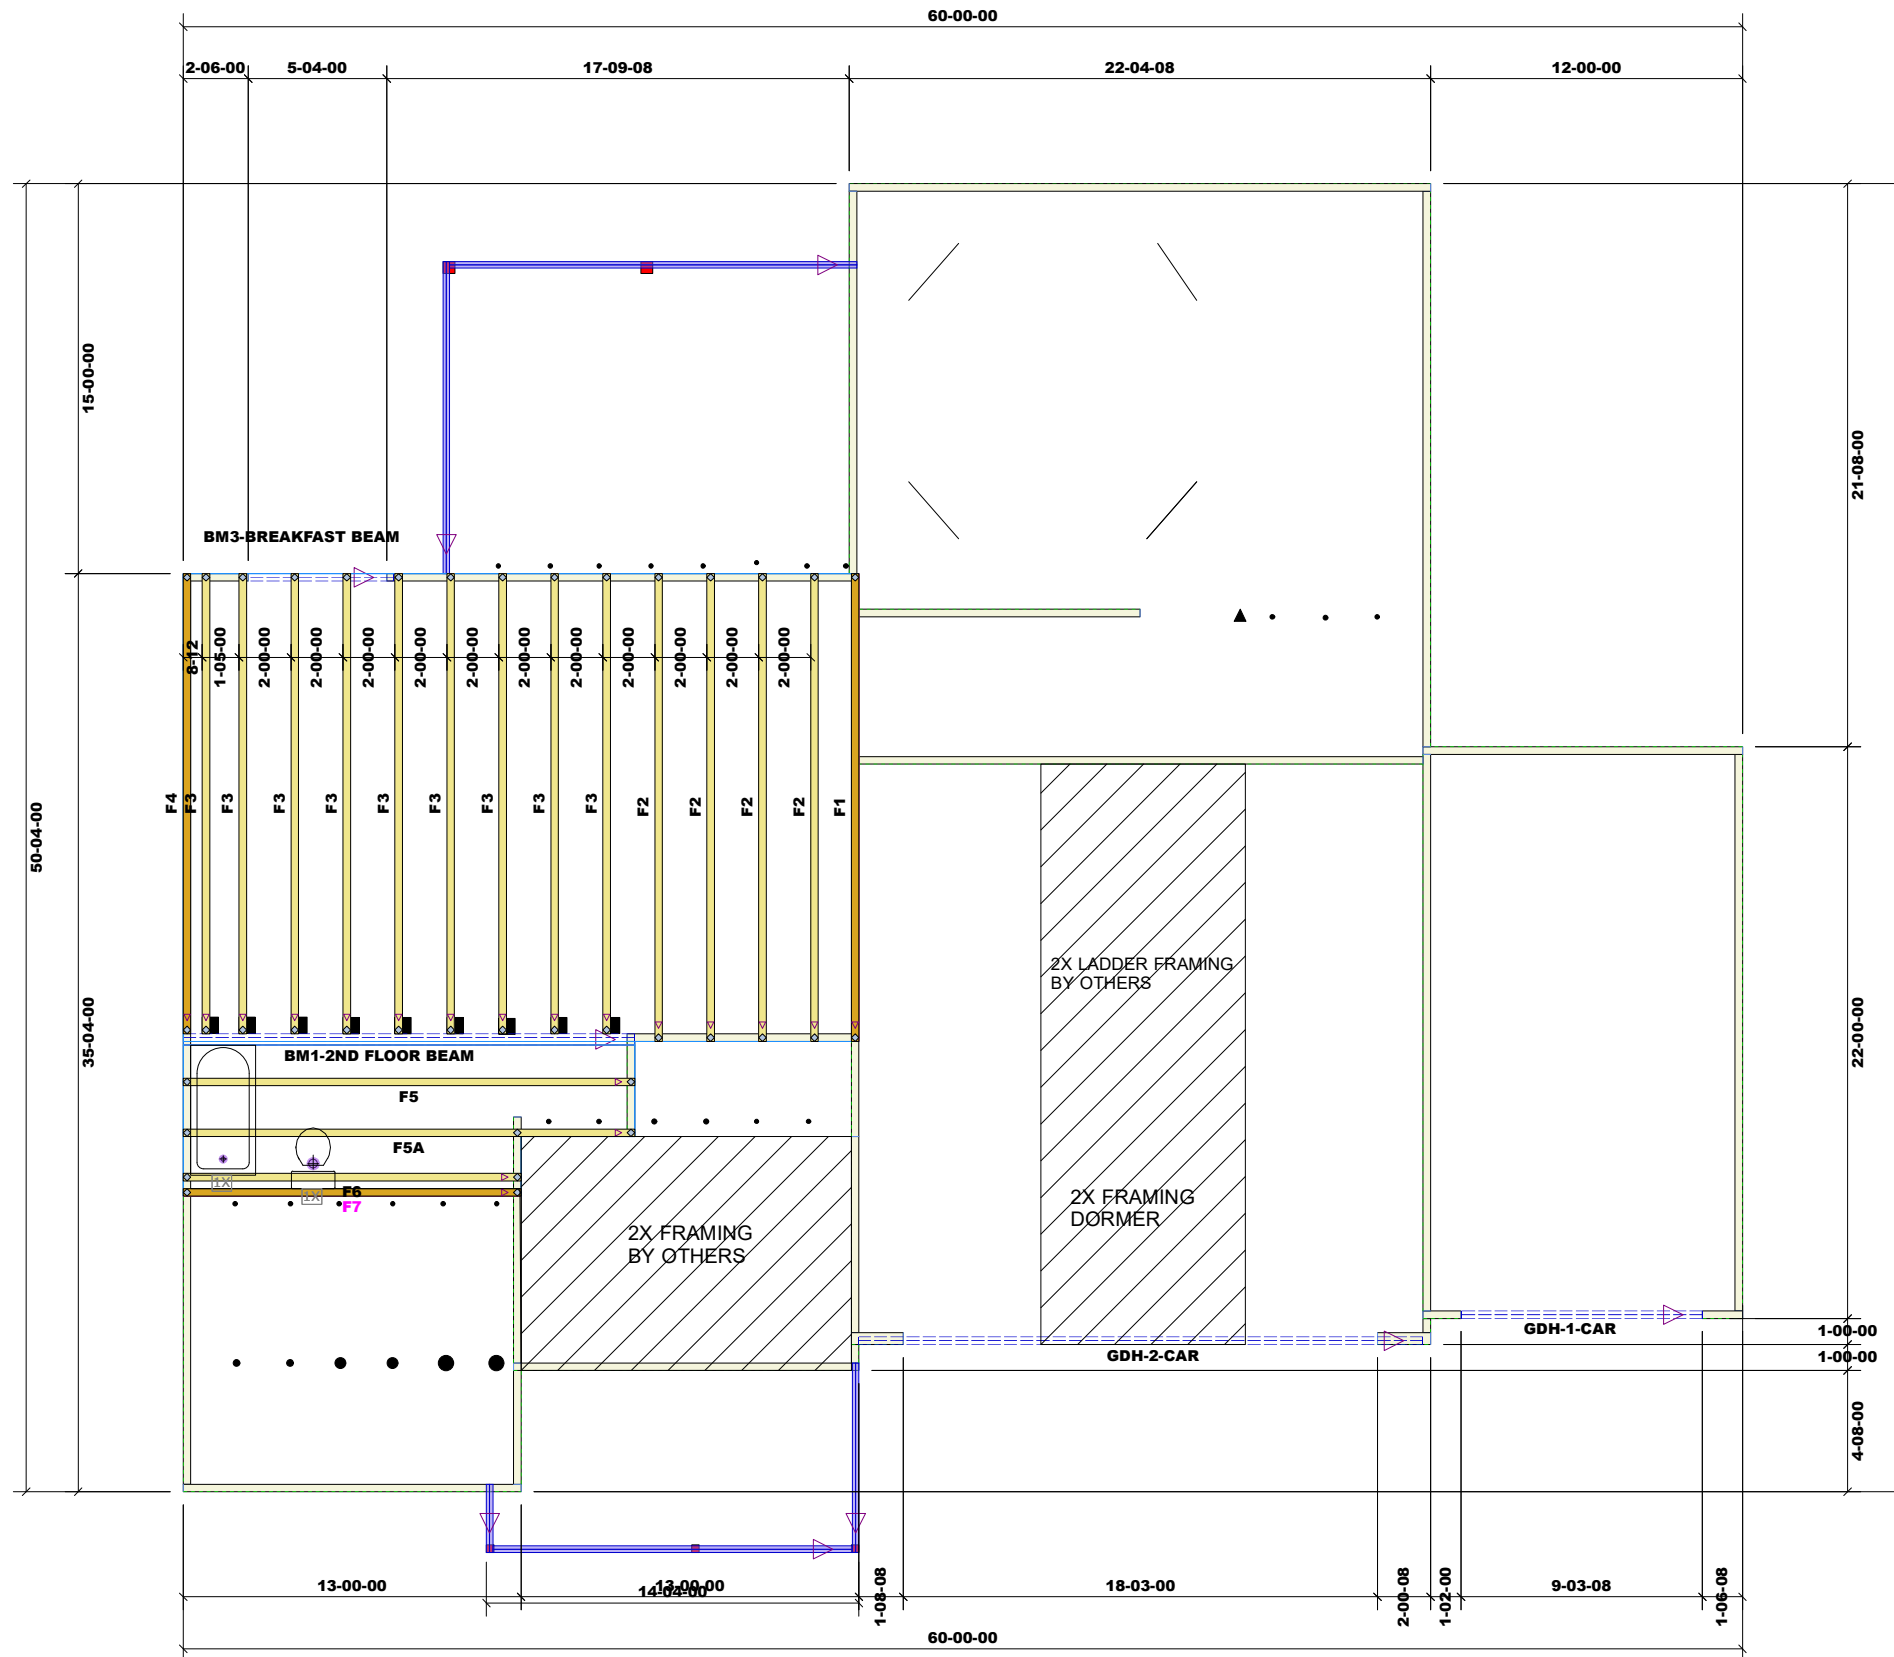 60-00-00
2-06-00
5-04-00
17-09-08
22-04-08
12-00-00
15-00-00
21-08-00
BM3-BREAKFAST BEAM
8-12
1-05-00
2-00-00
2-00-00
2-00-00
2-00-00
2-00-00
2-00-00
2-00-00
2-00-00
2-00-00
2-00-00
2-00-00
F4
F3
F3
F3
F3
F3
F3
F3
F3
F3
F2
F2
F2
F2
F1
50-04-00
35-04-00
22-00-00
2X LADDER FRAMING
BY OTHERS
BM1-2ND FLOOR BEAM
F5
F5A
1X
1X
F6
F7
2X FRAMING
BY OTHERS
2X FRAMING
DORMER
GDH-2-CAR
GDH-1-CAR
1-00-00
1-00-00
4-08-00
13-00-00
13-00-00
14-04-00
1-08-08
18-03-00
2-00-08
1-02-00
9-03-08
1-06-08
60-00-00